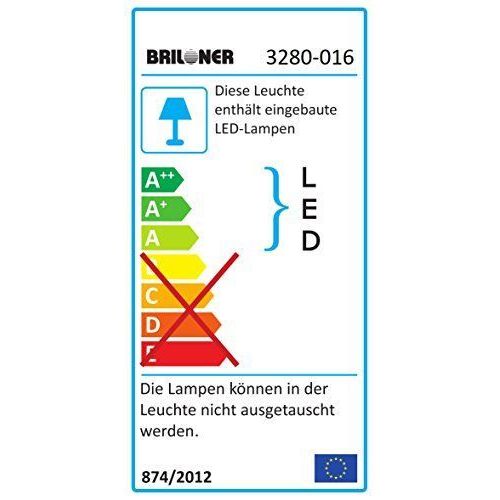 BRILONER 3280-016
Diese Leuchte
enthält eingebaute
LED-Lampen
A++
A+
A
B
C
D
E
L
E
D
Die Lampen können in der
Leuchte nicht ausgetauscht
werden.
874/2012